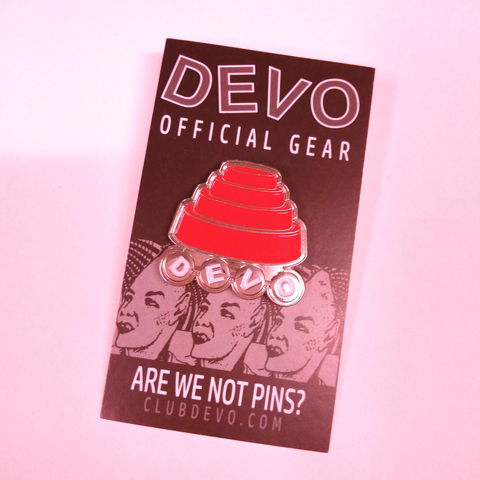 DEVO
OFFICIAL GEAR
DEVO
ARE WE NOT PINS?
CLUBDEVO.COM